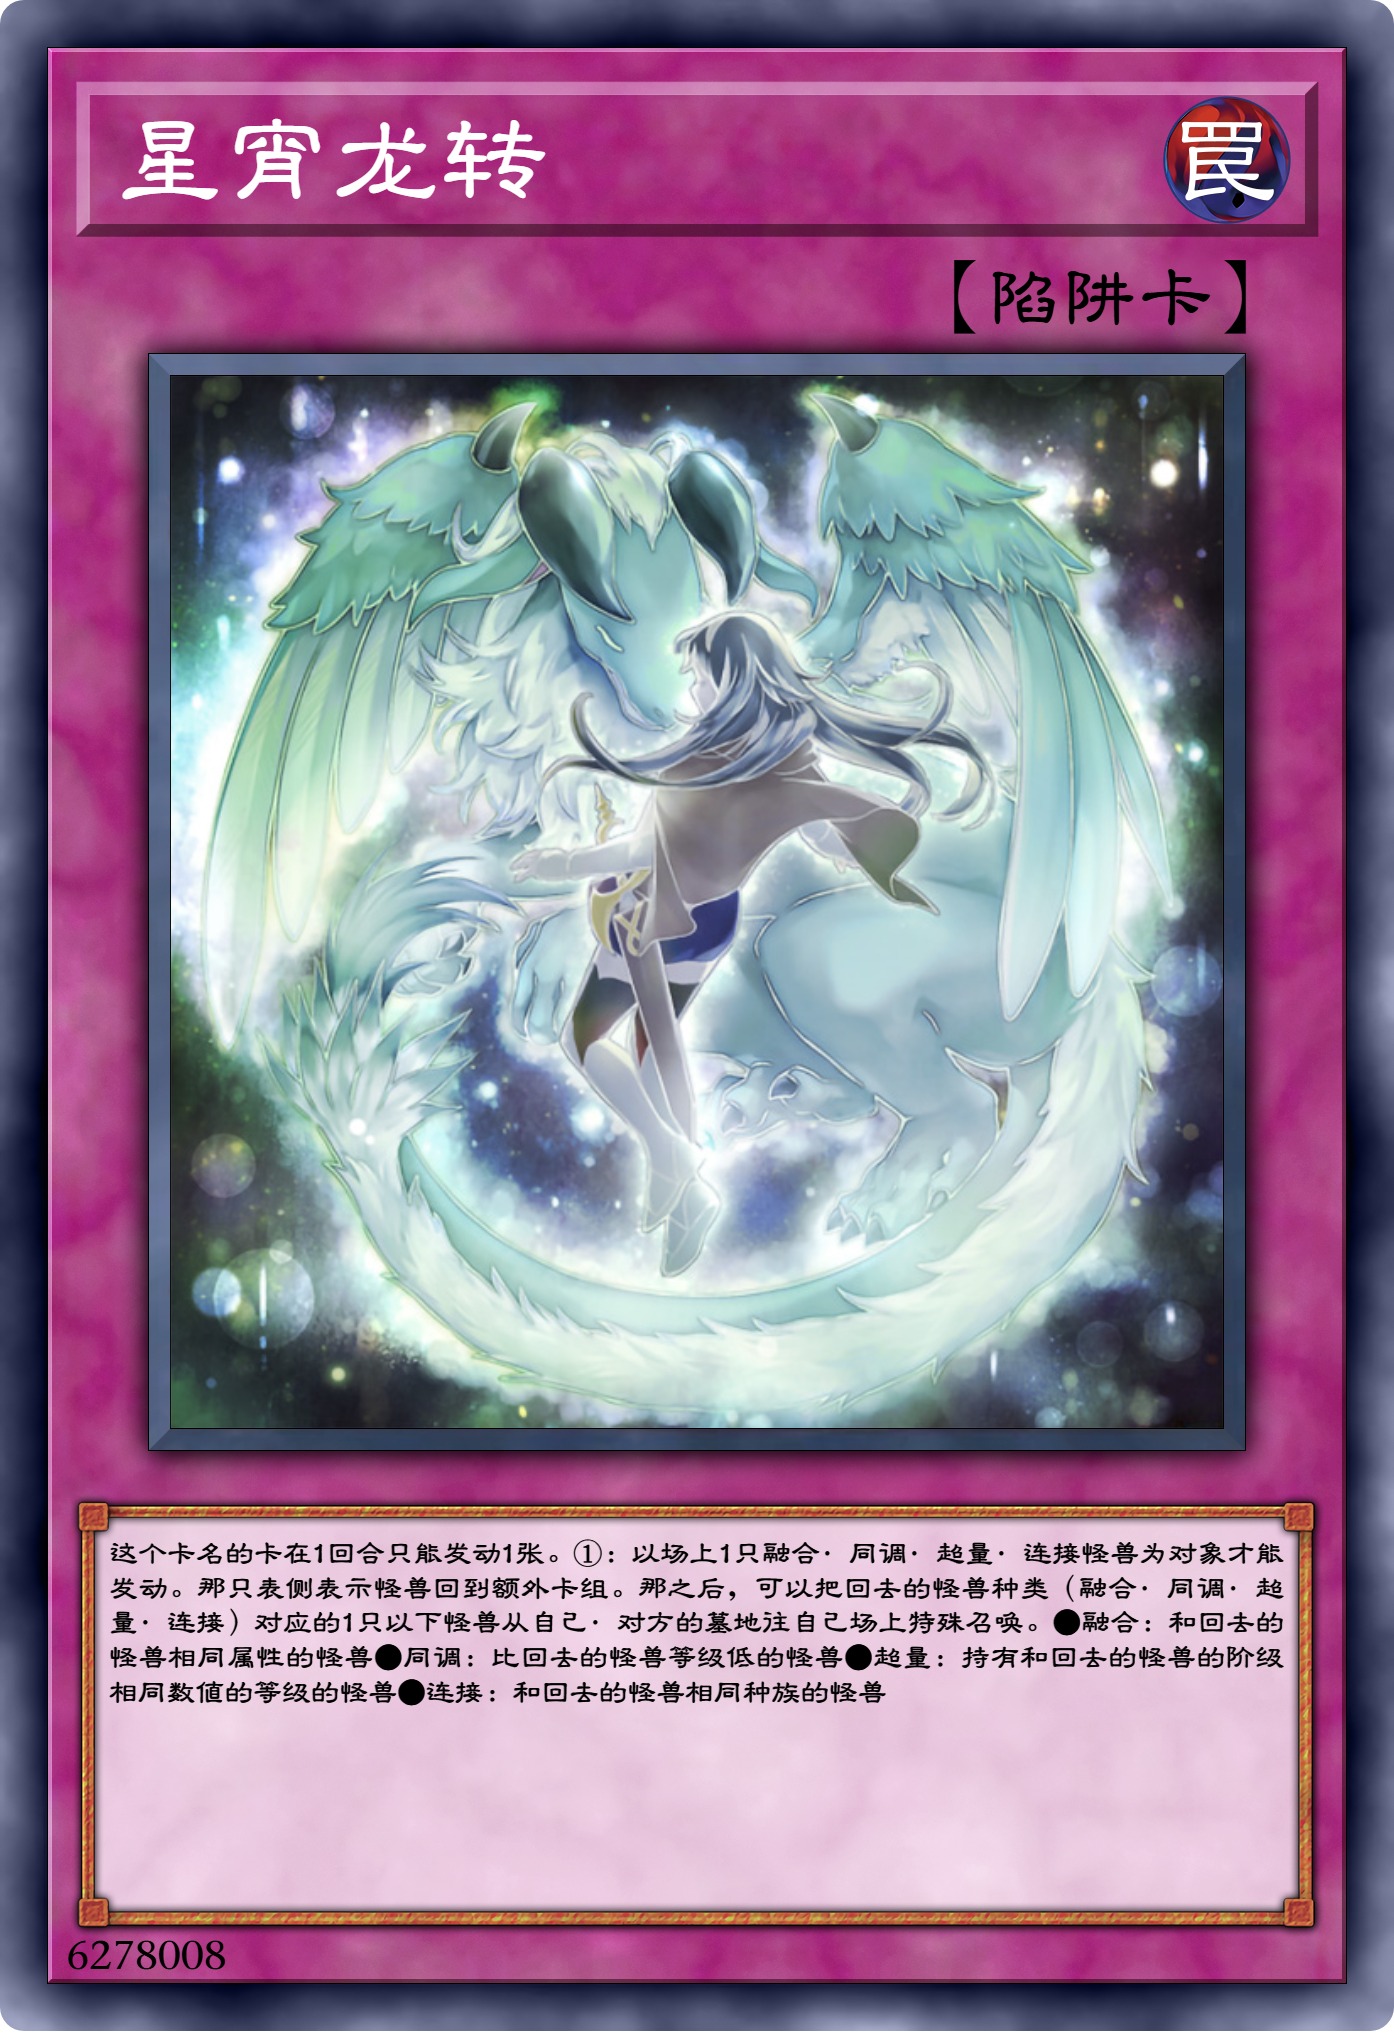 星宵龙转
罠
【陷阱卡】
这个卡名的卡在1回合只能发动1张。①：以场上1只融合·同调·超量·连接怪兽为对象才能
发动。那只表侧表示怪兽回到额外卡组。那之后，可以把回去的怪兽种类（融合·同调·超
量·连接）对应的1只以下怪兽从自己·对方的墓地往自己场上特殊召唤。●融合：和回去的
怪兽相同属性的怪兽●同调：比回去的怪兽等级低的怪兽●超量：持有和回去的怪兽的阶级
相同数值的等级的怪兽●连接：和回去的怪兽相同种族的怪兽
6278008